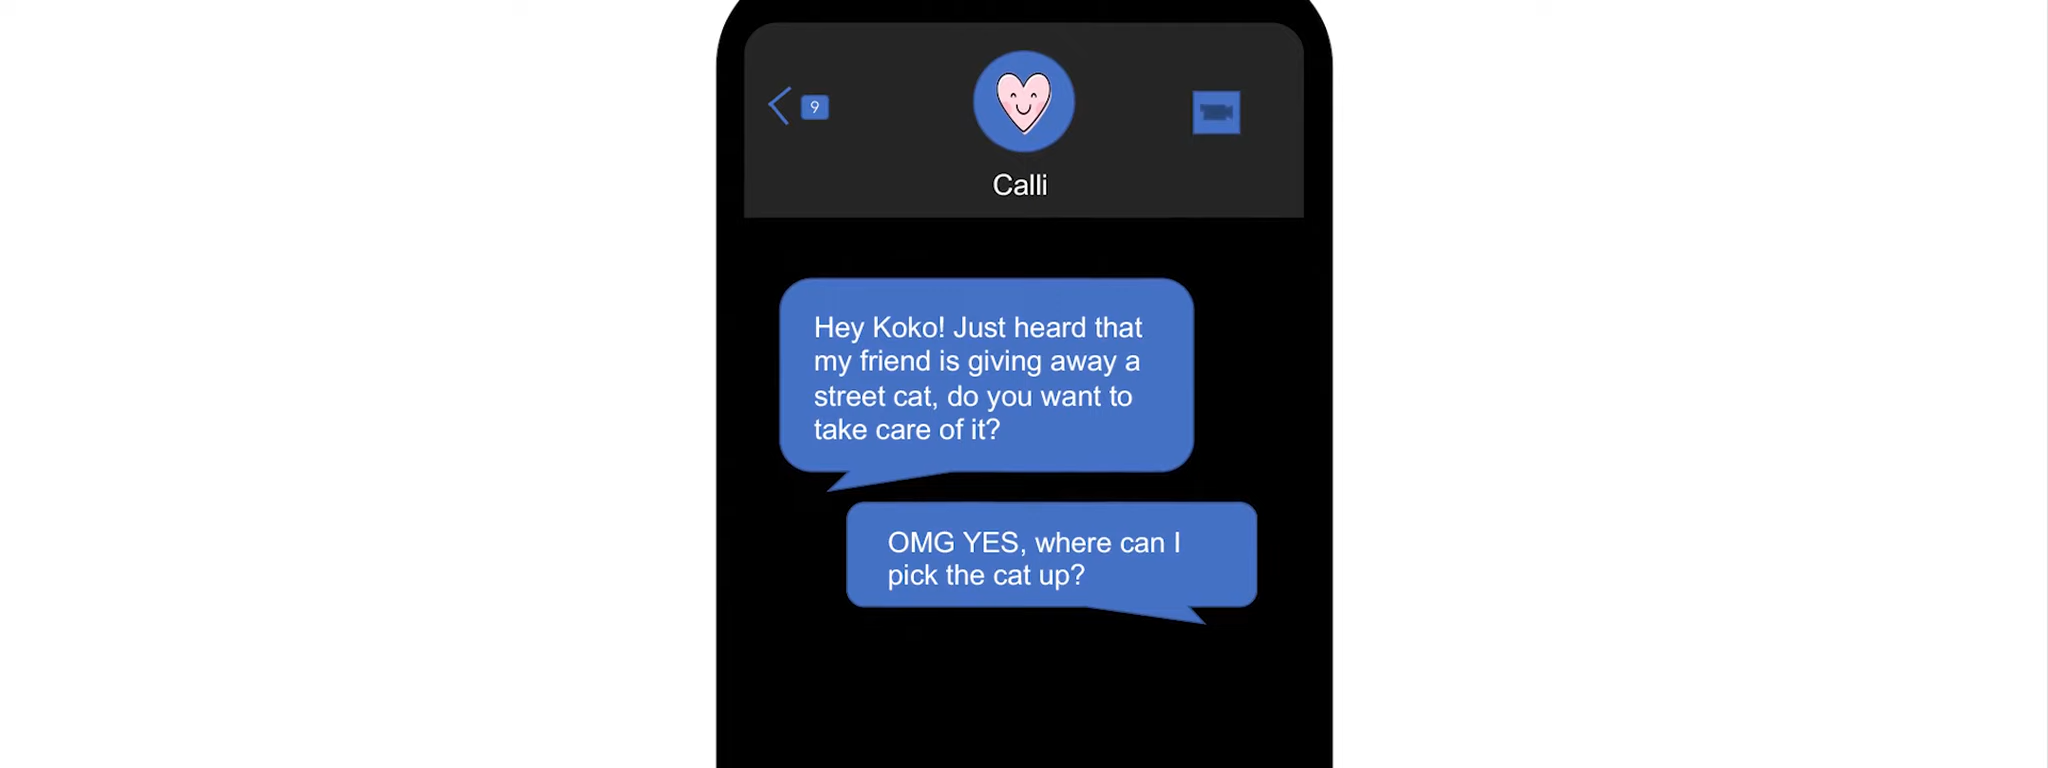 9
Calli
Hey Koko! Just heard that
my friend is giving away a
street cat, do you want to
take care of it?
OMG YES, where can I
pick the cat up?